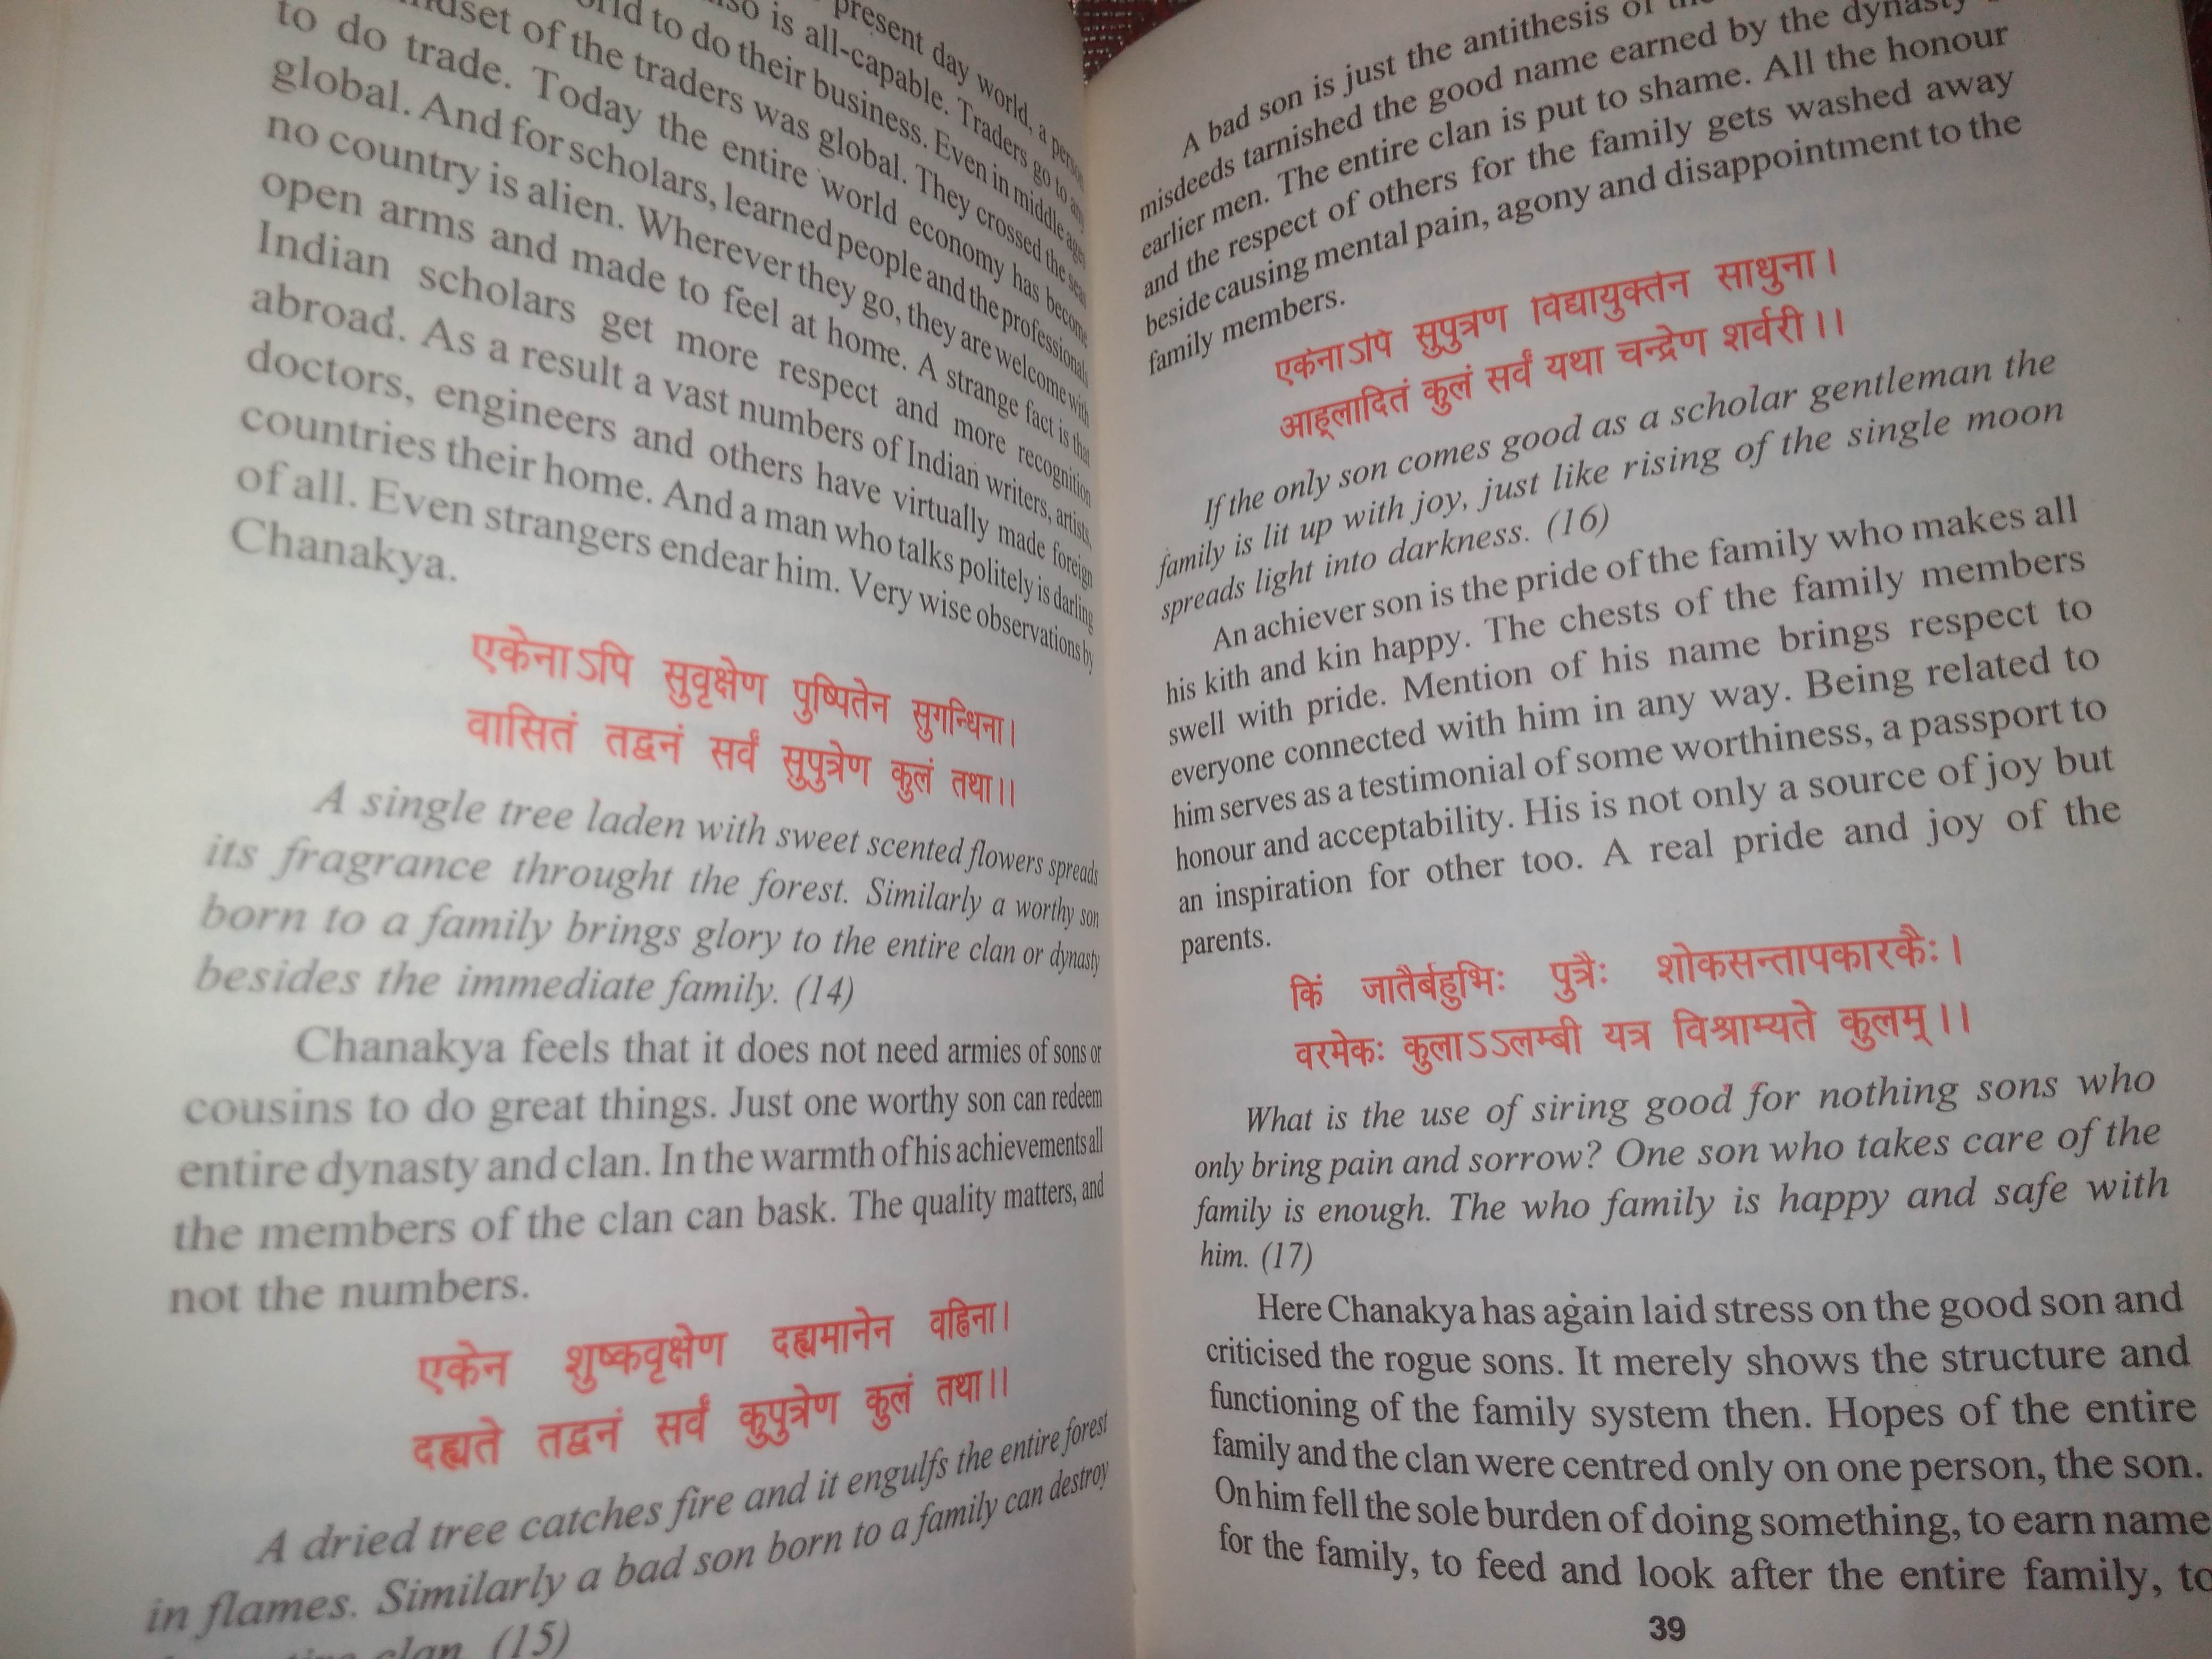 present day world, a person
so is all-capable. Traders go to any
to do their business. Even in middle ages
of the traders was global. They crossed the seas
to do trade. Today the entire world economy has become
global. And for scholars, learned people and the professionals
no country is alien. Wherever they go, they are welcome with
open arms and made to feel at home. A strange fact is that
Indian scholars get more respect and more recognition
abroad. As a result a vast numbers of Indian writers, artists,
doctors, engineers and others have virtually made foreign
countries their home. And a man who talks politely is darling
of all. Even strangers endear him. Very wise observations by
Chanakya.
एकेनाऽपि सुवृक्षेण पुष्पितेन सुगन्धिना।
वासितं तद्वनं सर्वं सुपुत्रेण कुलं तथा।।
A single tree laden with sweet scented flowers spreads
its fragrance throught the forest. Similarly a worthy son
born to a family brings glory to the entire clan or dynasty
besides the immediate family. (14)
Chanakya feels that it does not need armies of sons or
cousins to do great things. Just one worthy son can redeem
entire dynasty and clan. In the warmth of his achievements all
the members of the clan can bask. The quality matters, and
not the numbers.
एकेन शुष्कवृक्षेण दह्यमानेन वह्निना।
दह्यते तद्वनं सर्वं कुपुत्रेण कुलं तथा।।
A dried tree catches fire and it engulfs the entire forest
in flames. Similarly a bad son born to a family can destroy
clan. (15)
A bad son is just the antithesis of
misdeeds tarnished the good name earned by the dynasty
earlier men. The entire clan is put to shame. All the honour
and the respect of others for the family gets washed away
beside causing mental pain, agony and disappointment to the
family members.
एकेनाऽपि सुपुत्रेण विद्यायुक्तेन साधुना।
आह्लादितं कुलं सर्वं यथा चन्द्रेण शर्वरी।।
If the only son comes good as a scholar gentleman the
family is lit up with joy, just like rising of the single moon
spreads light into darkness. (16)
An achiever son is the pride of the family who makes all
his kith and kin happy. The chests of the family members
swell with pride. Mention of his name brings respect to
everyone connected with him in any way. Being related to
him serves as a testimonial of some worthiness, a passport to
honour and acceptability. His is not only a source of joy but
an inspiration for other too. A real pride and joy of the
parents.
किं जातैर्बहुभिः पुत्रैः शोकसन्तापकारकैः।
वरमेकः कुलाऽऽलम्बी यत्र विश्राम्यते कुलम्।।
What is the use of siring good for nothing sons who
only bring pain and sorrow? One son who takes care of the
family is enough. The who family is happy and safe with
him. (17)
Here Chanakya has again laid stress on the good son and
criticised the rogue sons. It merely shows the structure and
functioning of the family system then. Hopes of the entire
family and the clan were centred only on one person, the son.
On him fell the sole burden of doing something, to earn name
for the family, to feed and look after the entire family, to
39